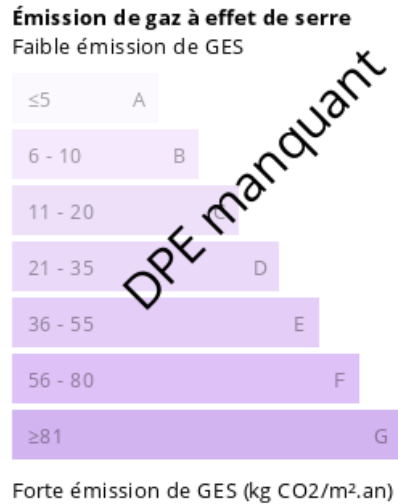 Émission de gaz à effet de serre
Faible émission de GES
≤5 A
6 - 10 B
11 - 20 C
21 - 35 D
36 - 55 E
56 - 80 F
≥81 G
DPE manquant
Forte émission de GES (kg CO2/m².an)